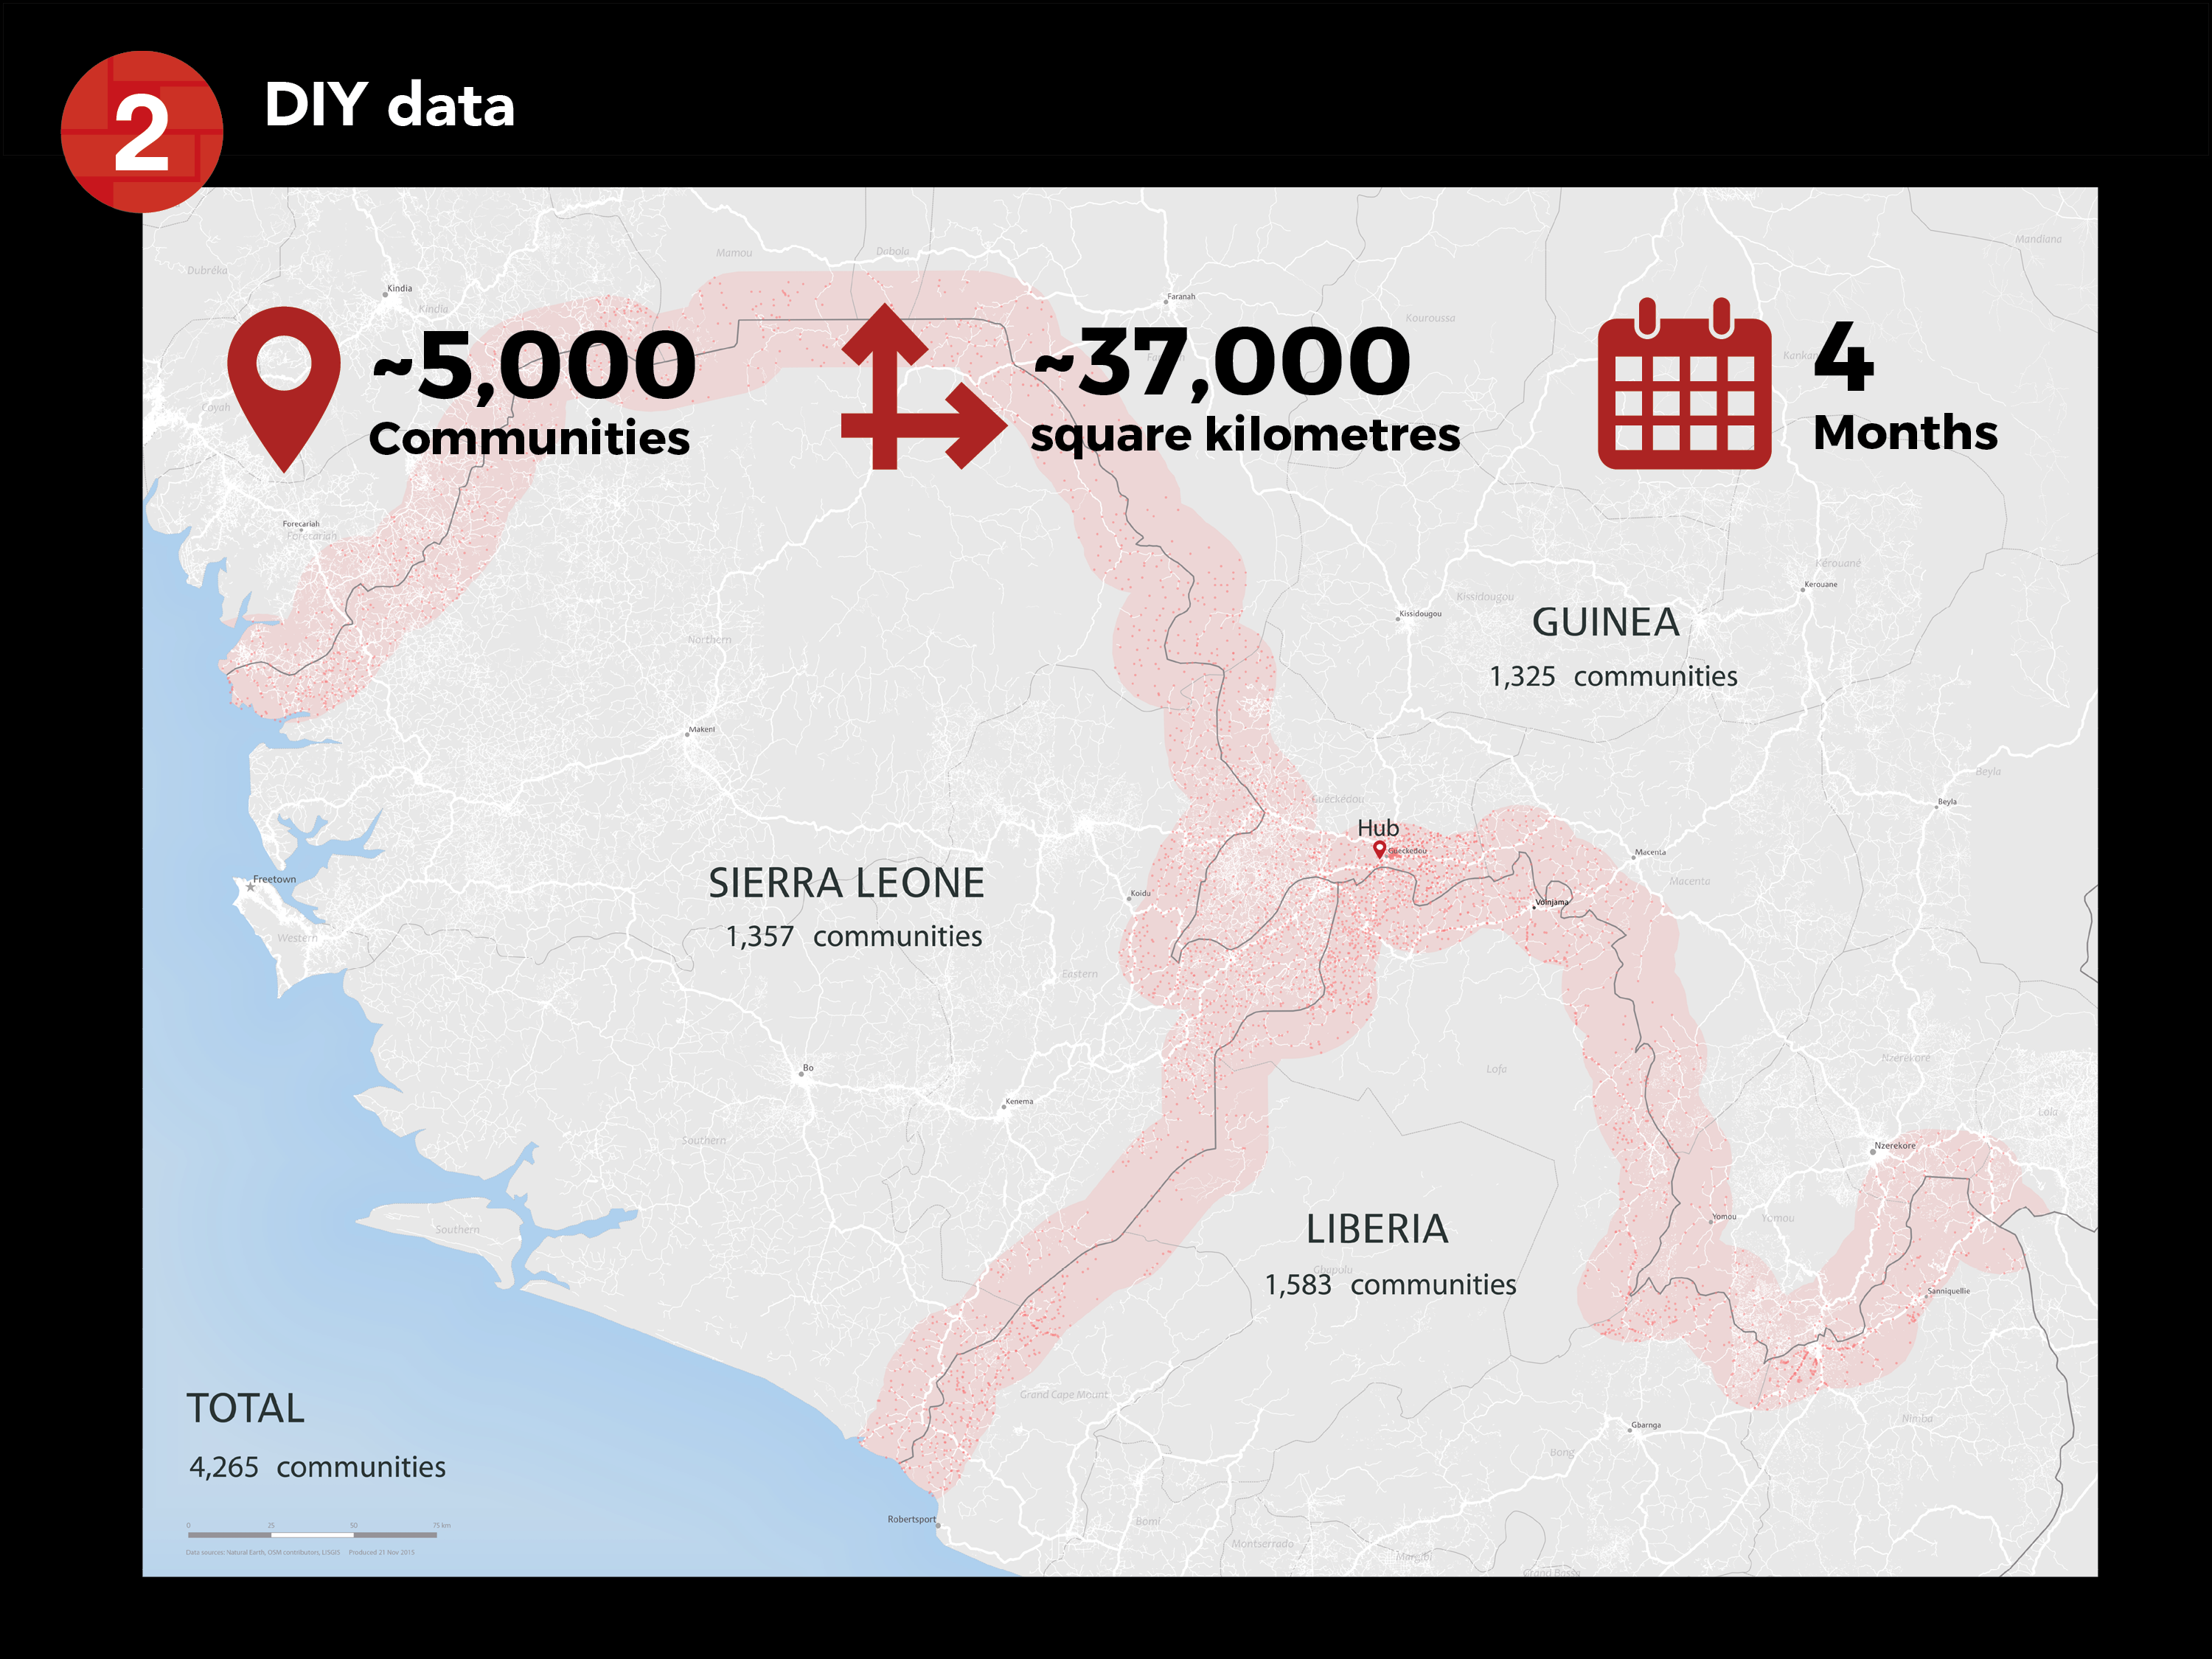 2
DIY data
~5,000
Communities
~37,000
square kilometres
4
Months
Mandiana
Dabola
Mamou
Dubréka
Kindia
Kindia
Faranah
Kouroussa
Coyah
Forecariah
Forecariah
Kérouané
Kerouane
Kissidougou
Kissidougou
GUINEA
1,325 communities
Northern
Makeni
Beyla
Beyla
Guéckédou
Hub
Gueckedou
Macenta
Macenta
SIERRA LEONE
1,357 communities
Koidu
Voinjama
Freetown
Western
Eastern
Nzerekore
Lofa
Bo
Kenema
Lola
Southern
Nzerekore
Southern
Yomou
Yomou
LIBERIA
Gbapulu
1,583 communities
Sanniquellie
Grand Cape Mount
TOTAL
4,265 communities
Gbarnga
Nimba
Bong
Robertsport
Bomi
Montserrado
Margibi
Grand Bassa
0 25 50 75 km
Data sources: Natural Earth, OSM contributors, LISGIS Produced 21 Nov 2015